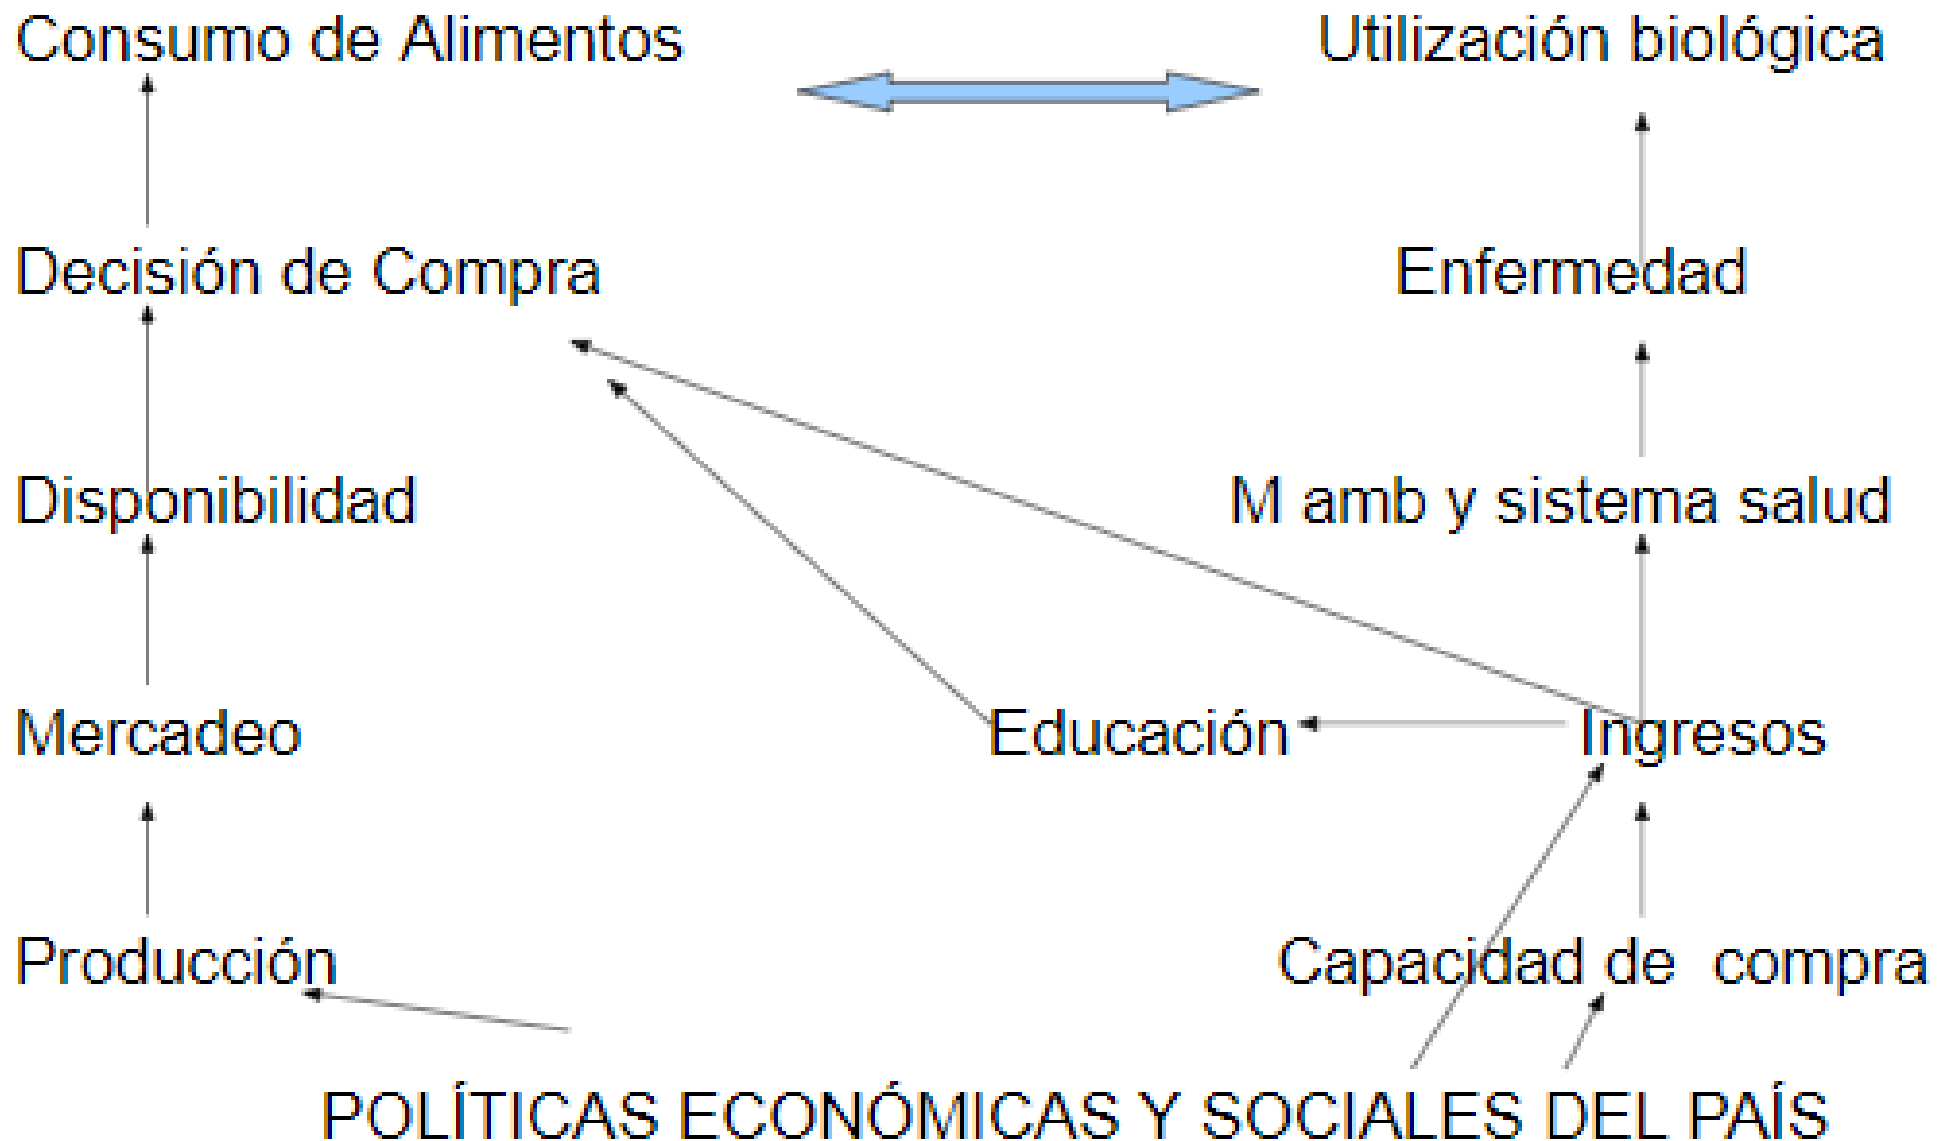 Consumo de Alimentos
Utilización biológica
Decisión de Compra
Enfermedad
Disponibilidad
M amb y sistema salud
Mercadeo
Educación
Ingresos
Producción
Capacidad de compra
POLÍTICAS ECONÓMICAS Y SOCIALES DEL PAÍS